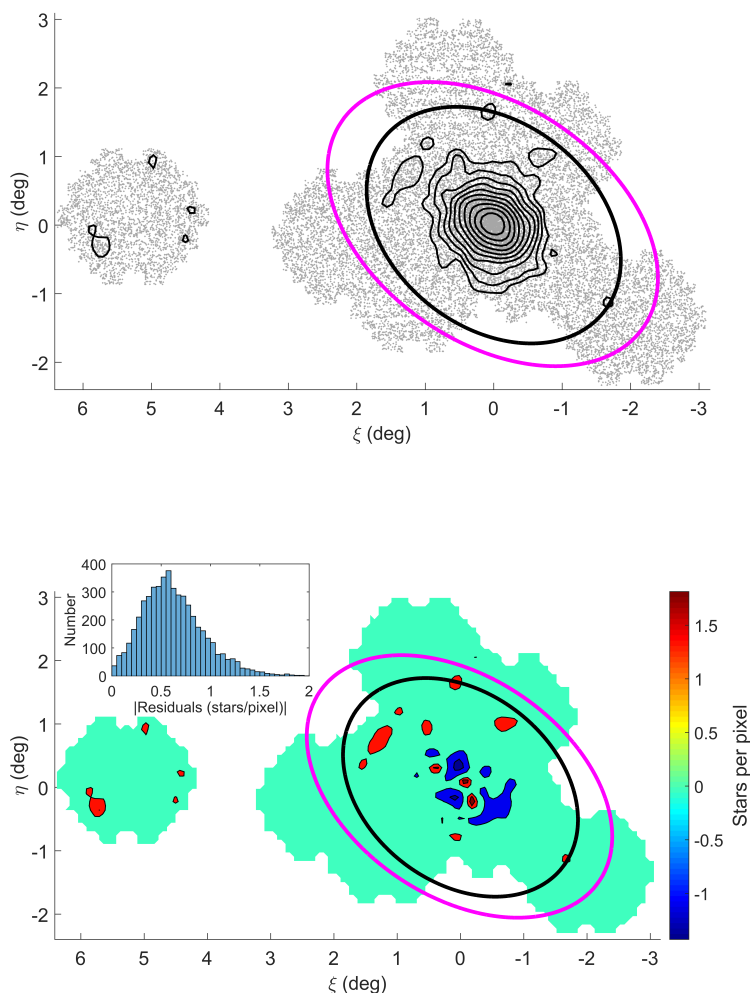 3
2
1
0
-1
-2
η (deg)
6 5 4 3 2 1 0 -1 -2 -3
ξ (deg)
400
300
200
100
0
Number
0 0.5 1 1.5 2
|Residuals (stars/pixel)|
3
2
1
0
-1
-2
η (deg)
6 5 4 3 2 1 0 -1 -2 -3
ξ (deg)
1.5
1
0.5
0
-0.5
-1
Stars per pixel